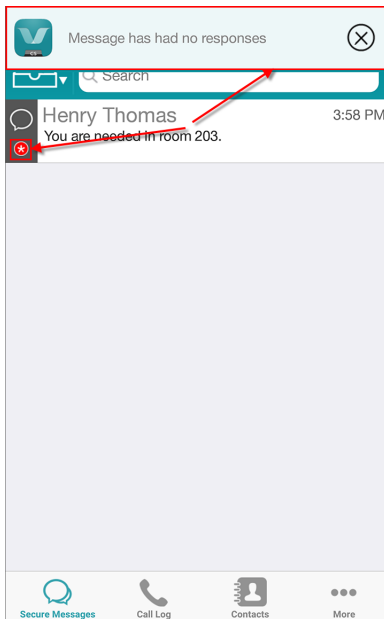 Message has had no responses
CS
Search
Henry Thomas
3:58 PM
You are needed in room 203.
Secure Messages
Call Log
Contacts
More